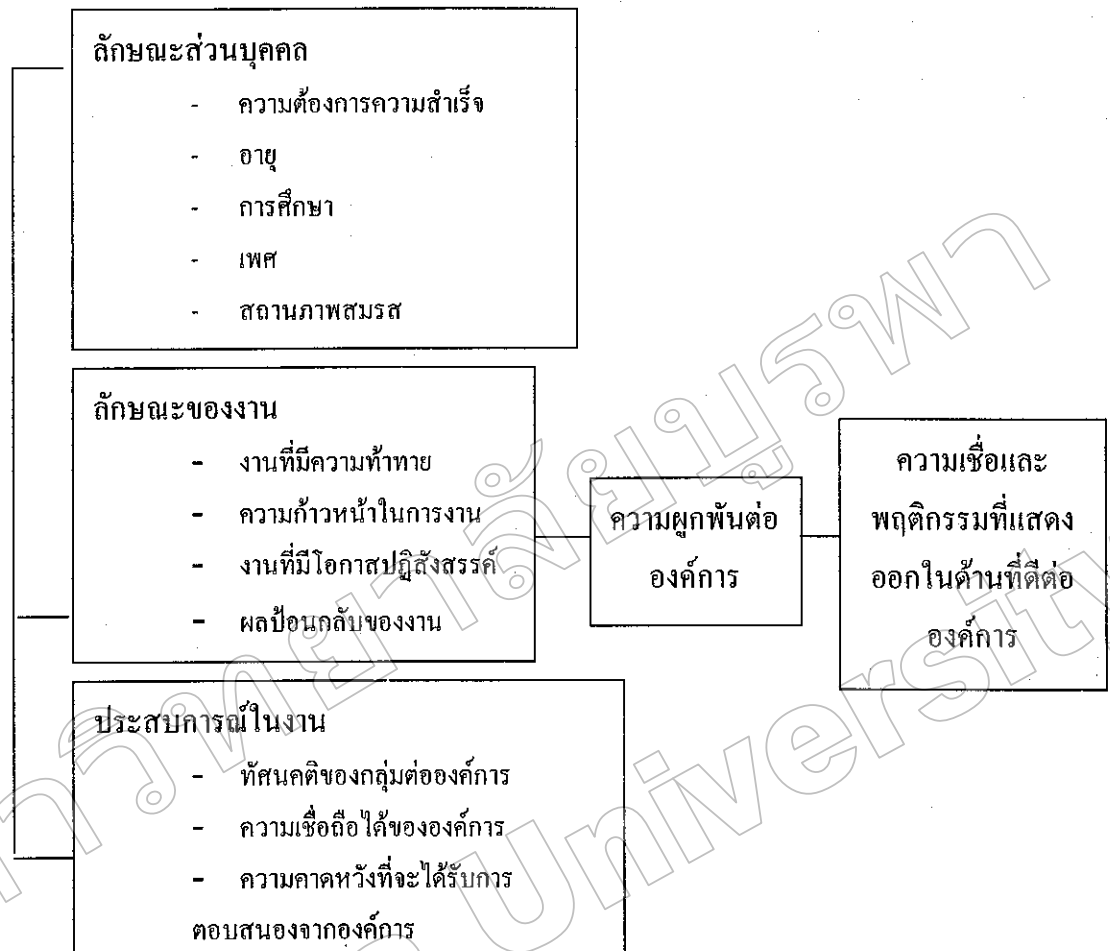 ลักษณะส่วนบุคคล
- ความต้องการความสำเร็จ
- อายุ
- การศึกษา
- เพศ
- สถานภาพสมรส
ลักษณะของงาน
- งานที่มีความท้าทาย
- ความก้าวหน้าในการงาน
- งานที่มีโอกาสปฏิสังสรรค์
- ผลป้อนกลับของงาน
ความผูกพันต่อ
องค์การ
ความเชื่อและ
พฤติกรรมที่แสดง
ออกในด้านที่ดีต่อ
องค์การ
ประสบการณ์ในงาน
- ทัศนคติของกลุ่มต่อองค์การ
- ความเชื่อถือได้ขององค์การ
- ความคาดหวังที่จะได้รับการ
ตอบสนองจากองค์การ
าวิทยาลัยบูรพา
University